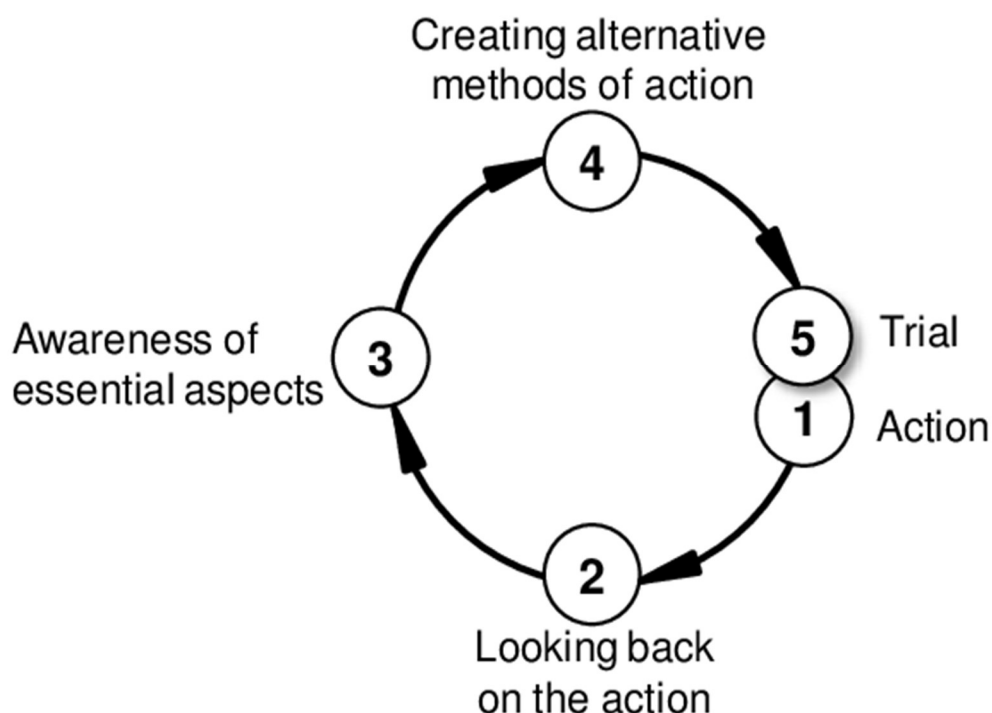 Creating alternative
methods of action
4
5
Trial
Awareness of
essential aspects
3
1
Action
2
Looking back
on the action